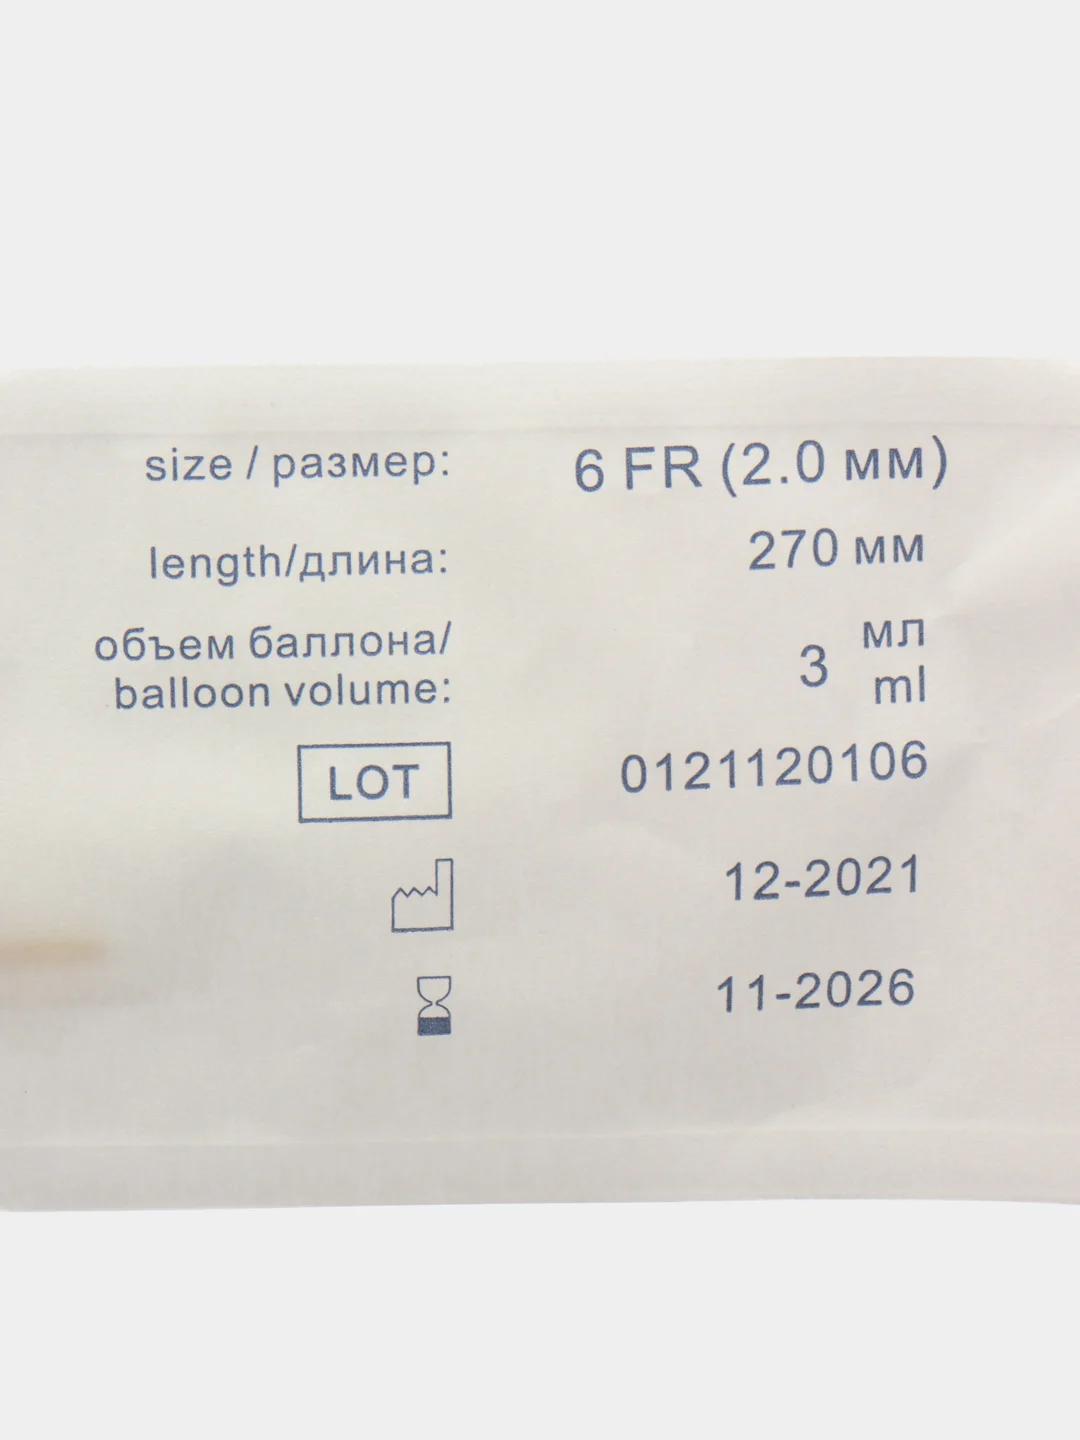 size / размер: 6 FR (2.0 мм)
length/длина: 270 мм
объем баллона/ 3 мл
balloon volume: ml
LOT 0121120106
12-2021
11-2026